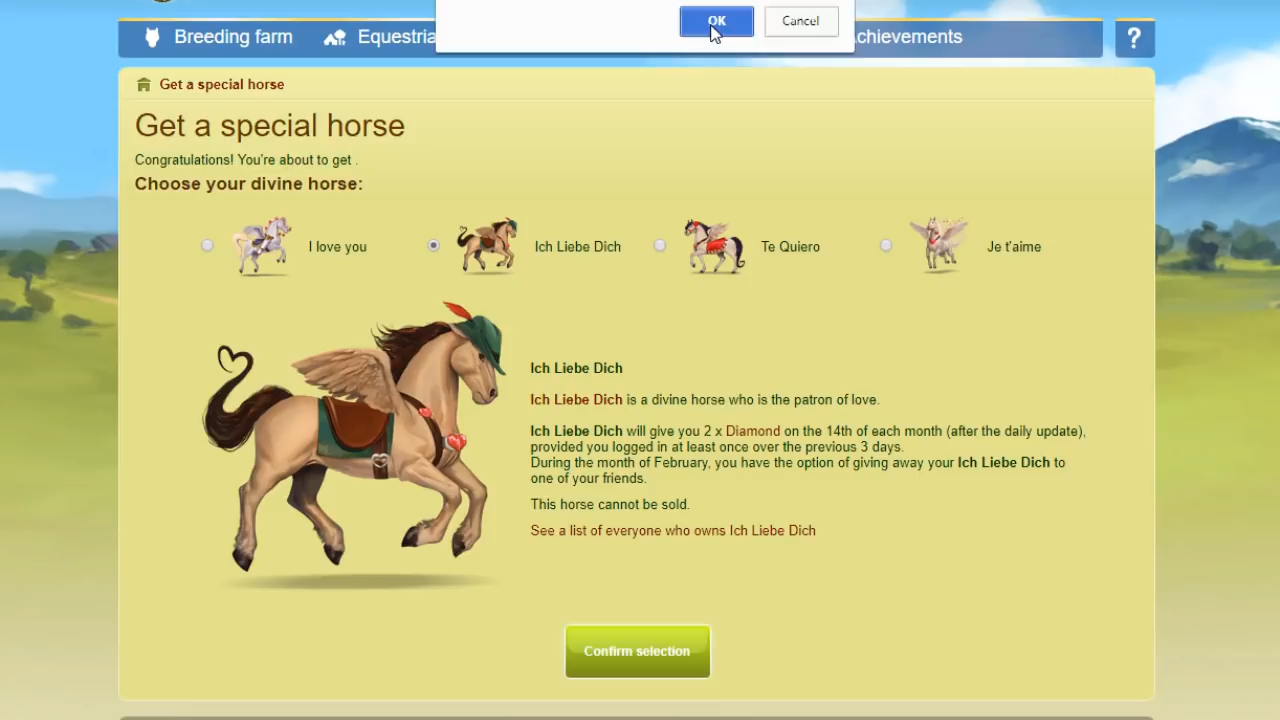 OK Cancel
Breeding farm Equestria chievements ?
Get a special horse
Get a special horse
Congratulations! You're about to get .
Choose your divine horse:
I love you Ich Liebe Dich Te Quiero Je t'aime
Ich Liebe Dich
Ich Liebe Dich is a divine horse who is the patron of love.
Ich Liebe Dich will give you 2 x Diamond on the 14th of each month (after the daily update),
provided you logged in at least once over the previous 3 days.
During the month of February, you have the option of giving away your Ich Liebe Dich to
one of your friends.
This horse cannot be sold.
See a list of everyone who owns Ich Liebe Dich
Confirm selection